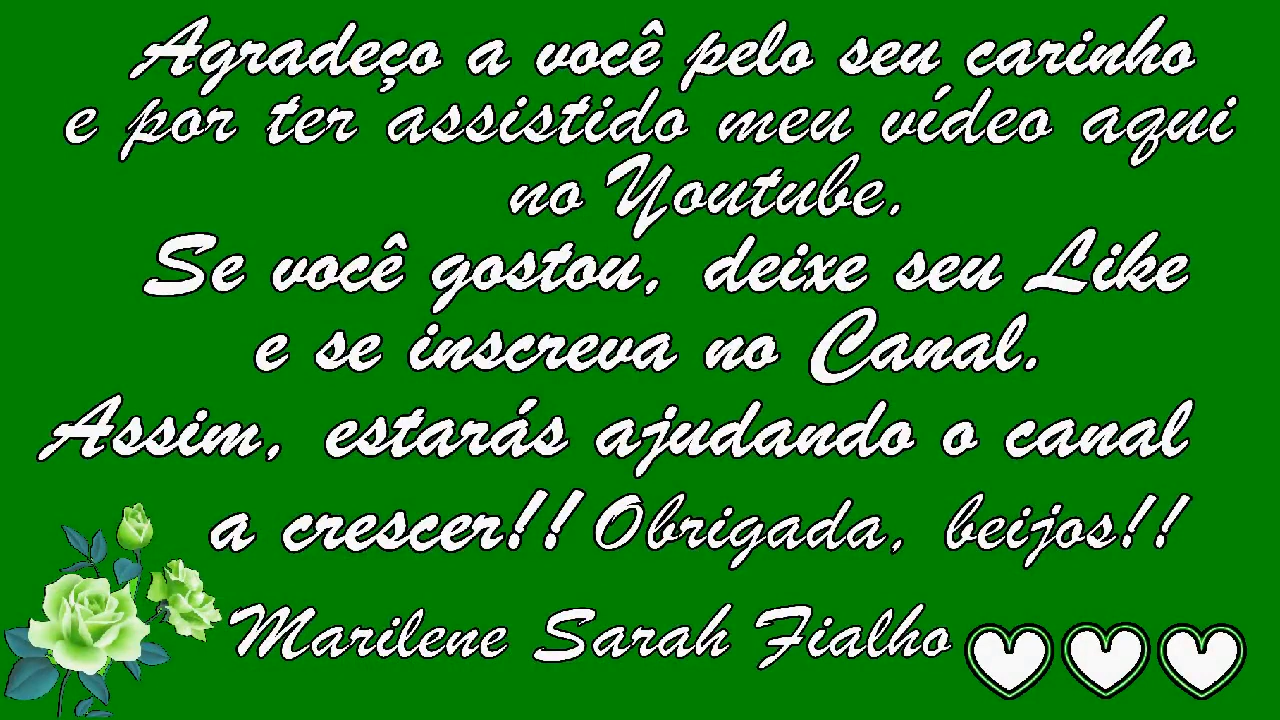 Agradeço a você pelo seu carinho
e por ter assistido meu vídeo aqui
no Youtube.
Se você gostou, deixe seu Like
e se inscreva no Canal.
Assim, estarás ajudando o canal
a crescer!! Obrigada, beijos!!
Marilene Sarah Fialho